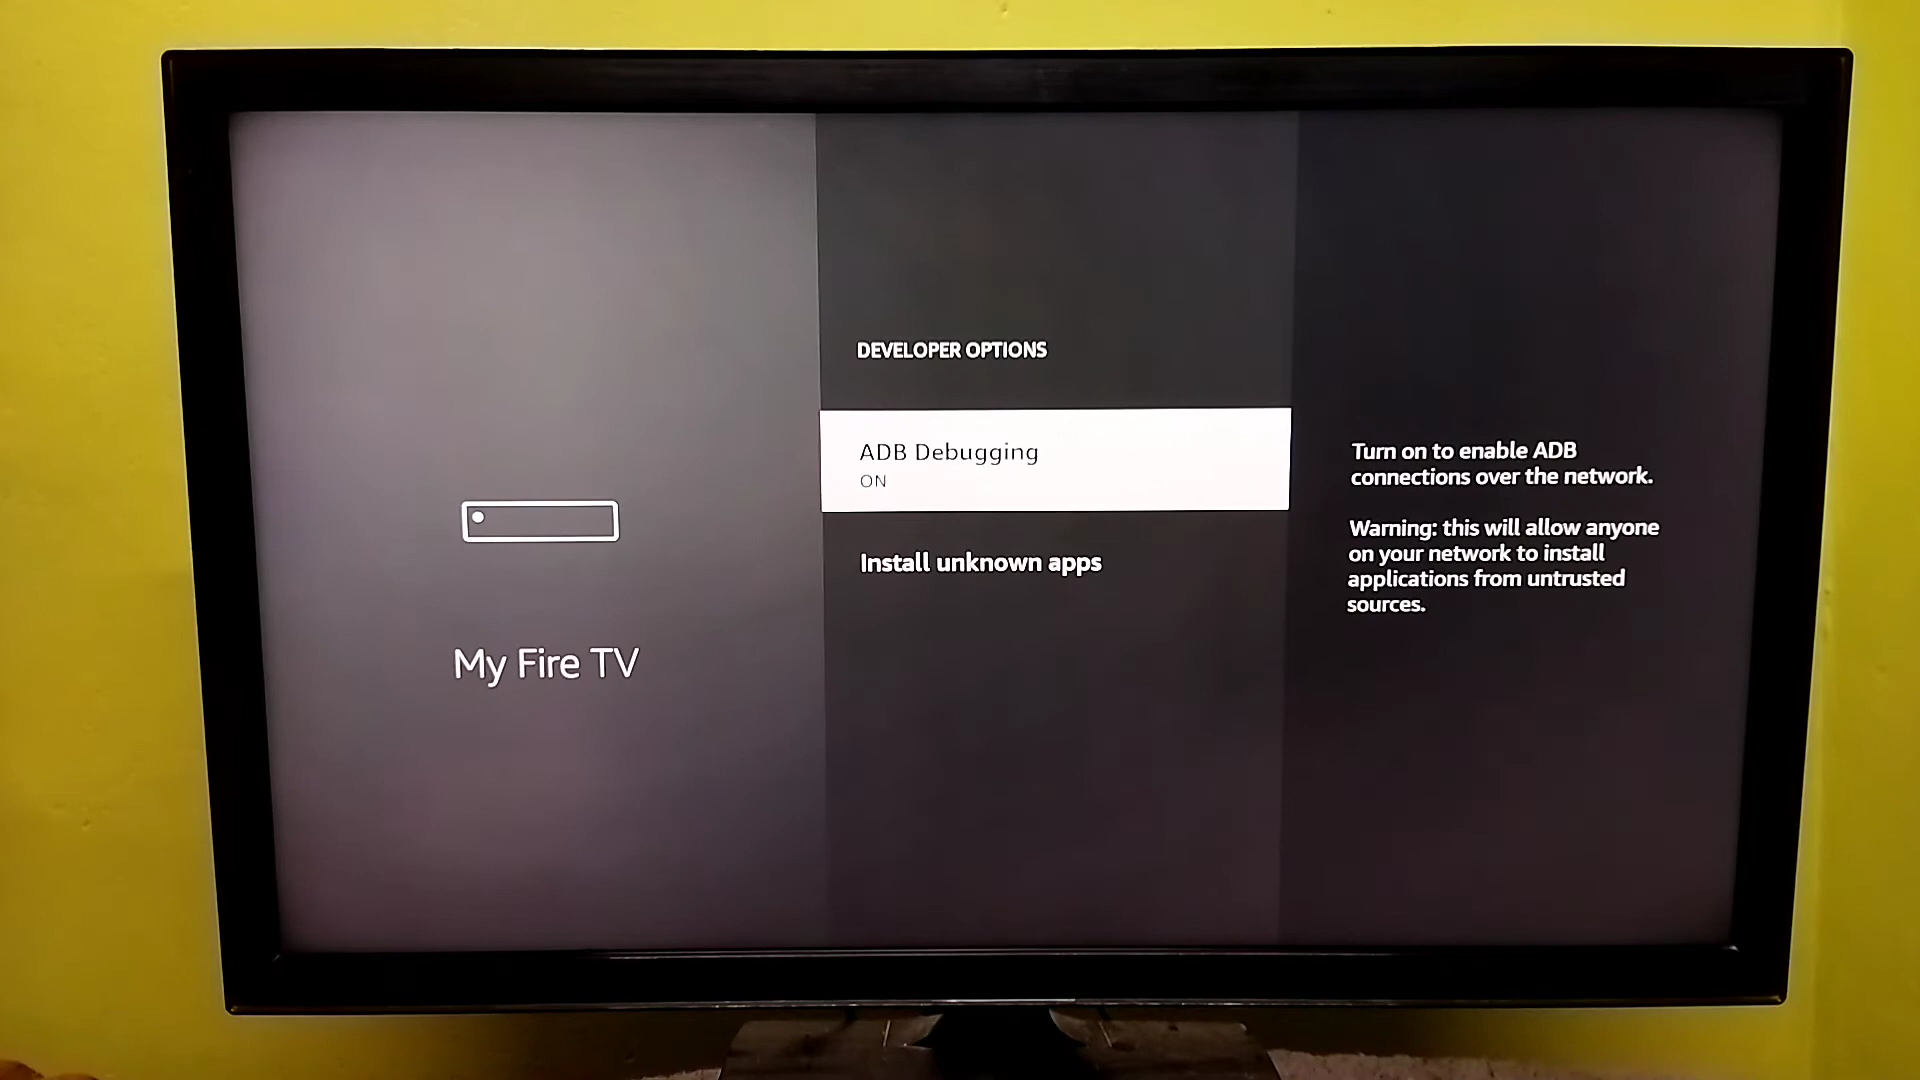 DEVELOPER OPTIONS
ADB Debugging
ON
Install unknown apps
My Fire TV
Turn on to enable ADB
connections over the network.
Warning: this will allow anyone
on your network to install
applications from untrusted
sources.